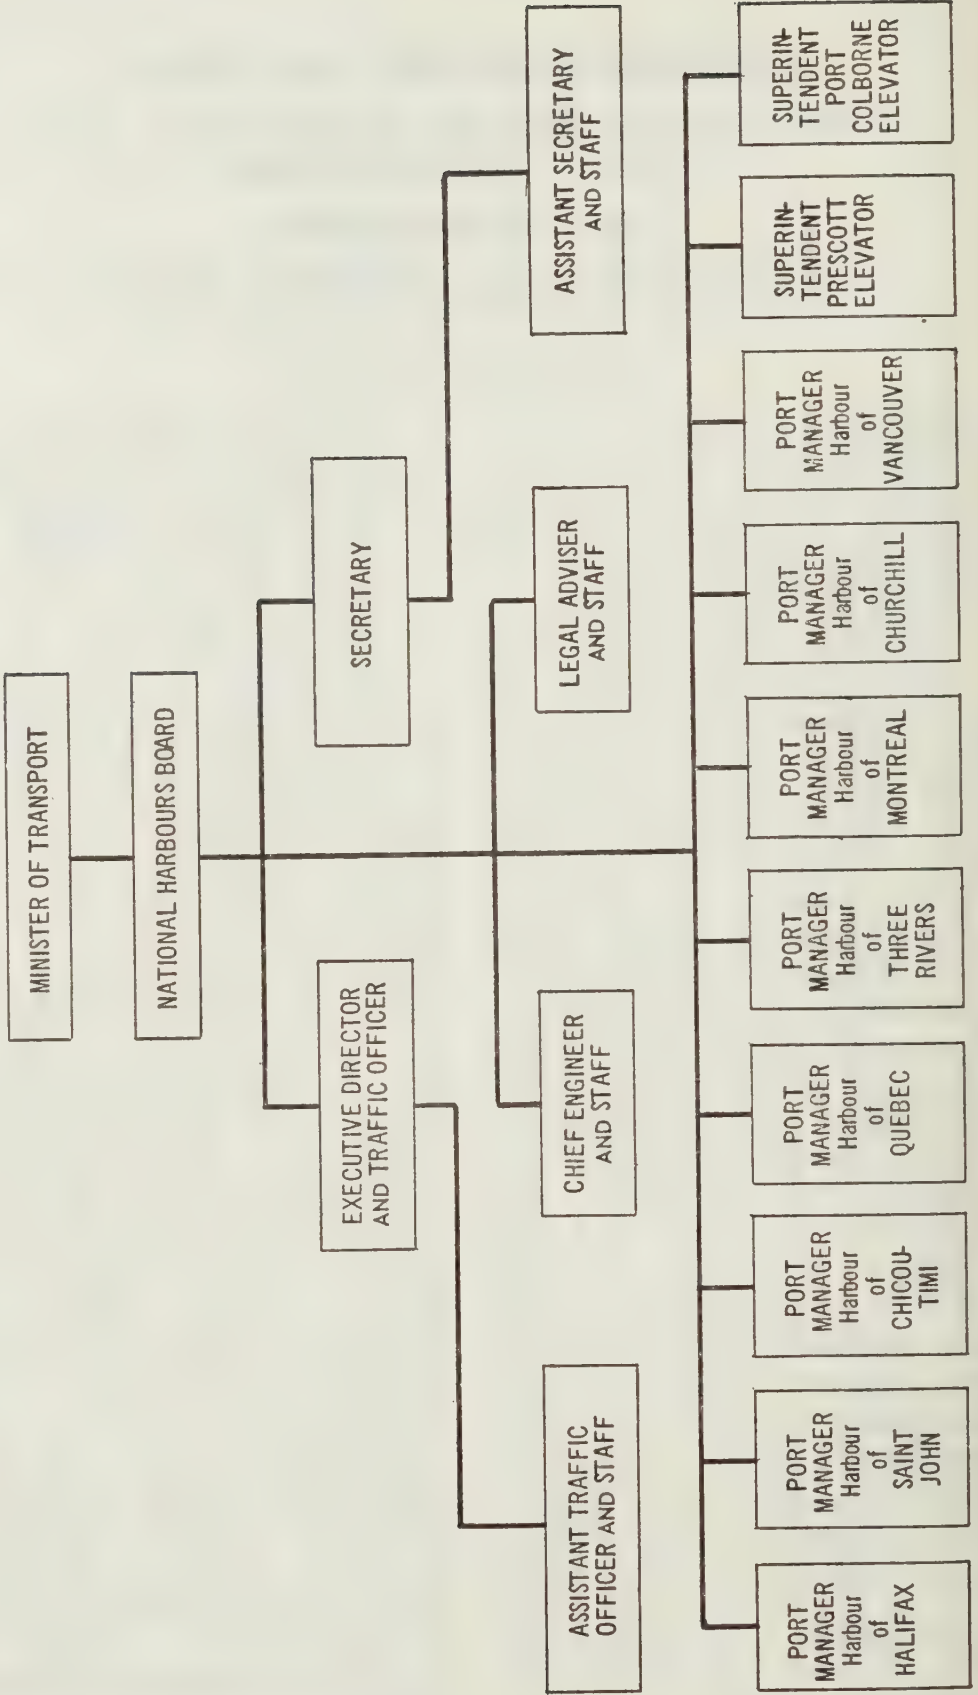 MINISTER OF TRANSPORT
NATIONAL HARBOURS BOARD
EXECUTIVE DIRECTOR
AND TRAFFIC OFFICER
SECRETARY
ASSISTANT TRAFFIC
OFFICER AND STAFF
CHIEF ENGINEER
AND STAFF
LEGAL ADVISER
AND STAFF
ASSISTANT SECRETARY
AND STAFF
PORT
MANAGER
Harbour
of
HALIFAX
PORT
MANAGER
Harbour
of
SAINT
JOHN
PORT
MANAGER
Harbour
of
CHICOU-
TIMI
PORT
MANAGER
Harbour
of
QUEBEC
PORT
MANAGER
Harbour
of
THREE
RIVERS
PORT
MANAGER
Harbour
of
MONTREAL
PORT
MANAGER
Harbour
of
CHURCHILL
PORT
MANAGER
Harbour
of
VANCOUVER
SUPERIN-
TENDENT
PRESCOTT
ELEVATOR
SUPERIN-
TENDENT
PORT
COLBORNE
ELEVATOR